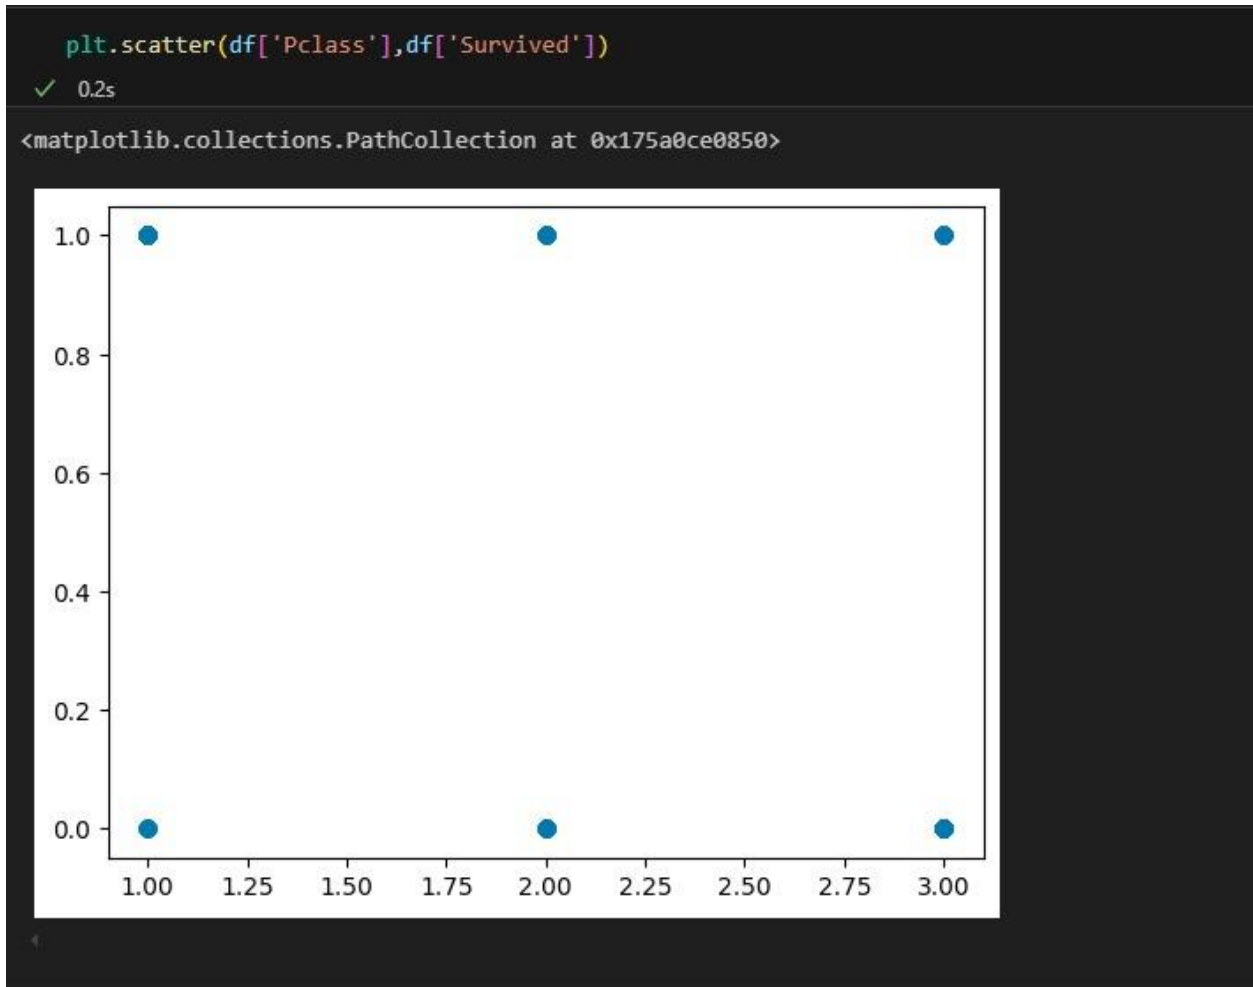 plt.scatter(df['Pclass'],df['Survived'])
0.2s
<matplotlib.collections.PathCollection at 0x175a0ce0850>
1.0
0.8
0.6
0.4
0.2
0.0
1.00 1.25 1.50 1.75 2.00 2.25 2.50 2.75 3.00